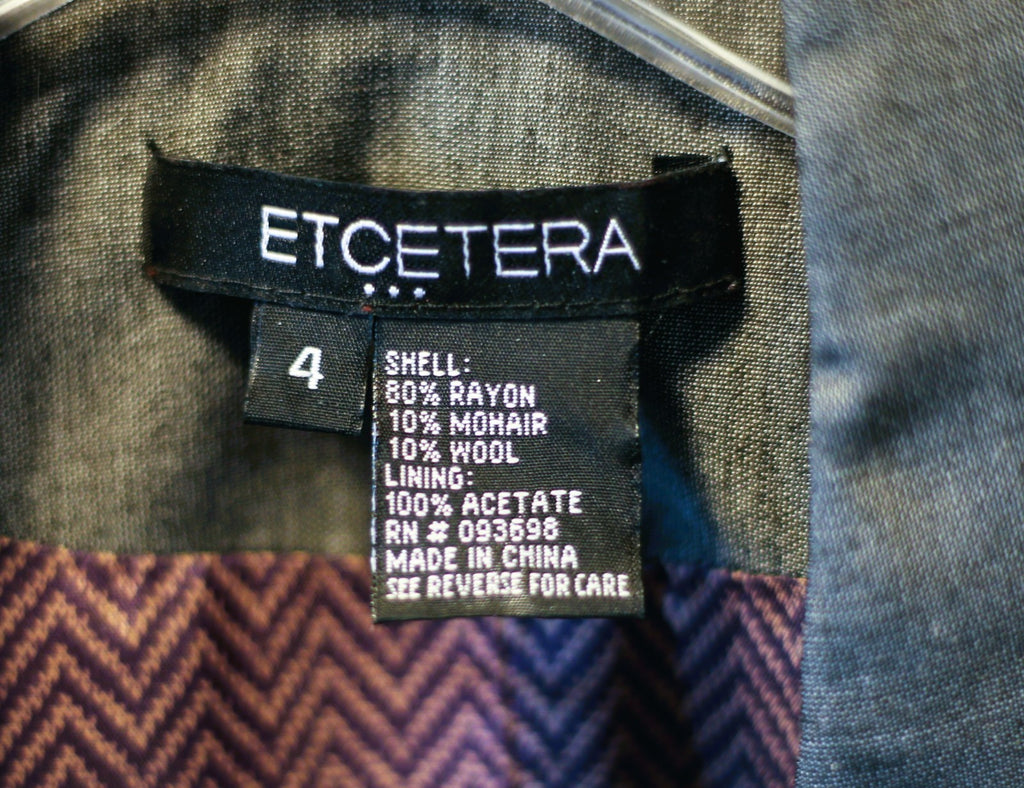 ETCETERA
4
SHELL:
80% RAYON
10% MOHAIR
10% WOOL
LINING:
100% ACETATE
RN # 093698
MADE IN CHINA
SEE REVERSE FOR CARE